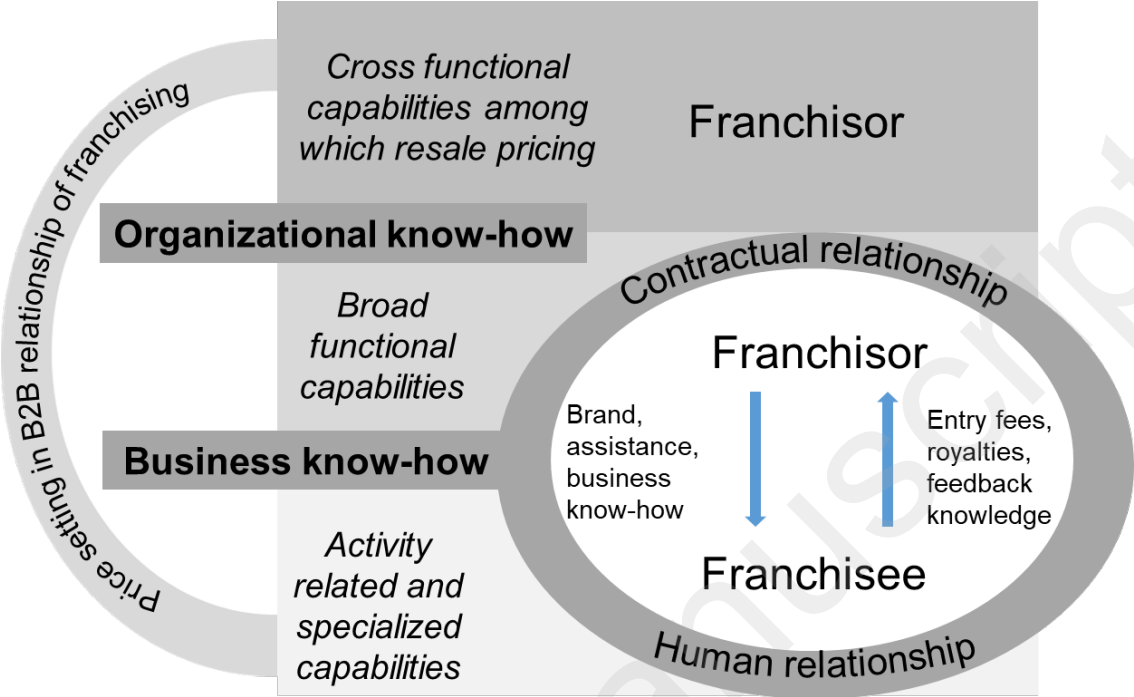 Price setting in B2B relationship of franchising
Cross functional
capabilities among
which resale pricing
Franchisor
Organizational know-how
Broad
functional
capabilities
Business know-how
Activity
related and
specialized
capabilities
Contractual relationship
Franchisor
Brand,
assistance,
business
know-how
Entry fees,
royalties,
feedback
knowledge
Franchisee
Human relationship
anuscript